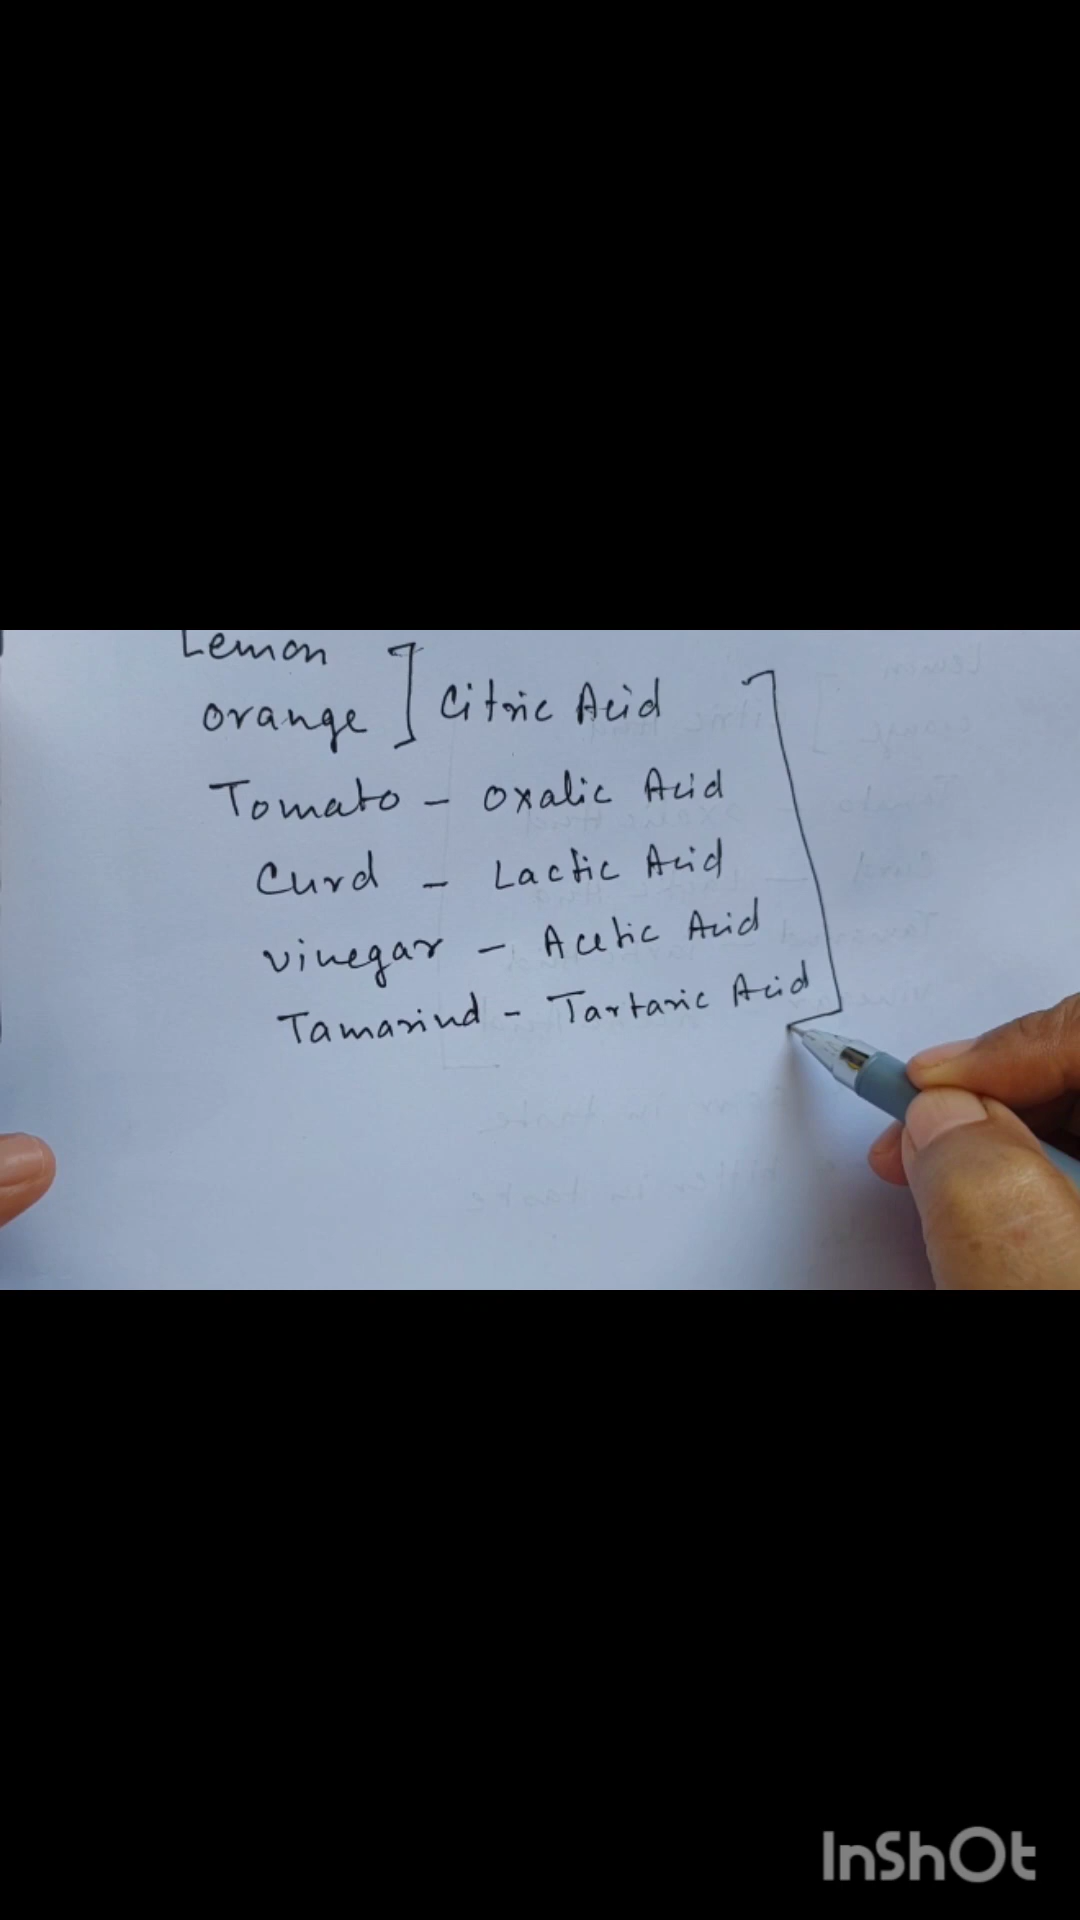 Lemon
orange ] Citric Acid
Tomato - Oxalic Acid
Curd - Lactic Acid
Vinegar - Acetic Acid
Tamarind - Tartaric Acid
InShOt